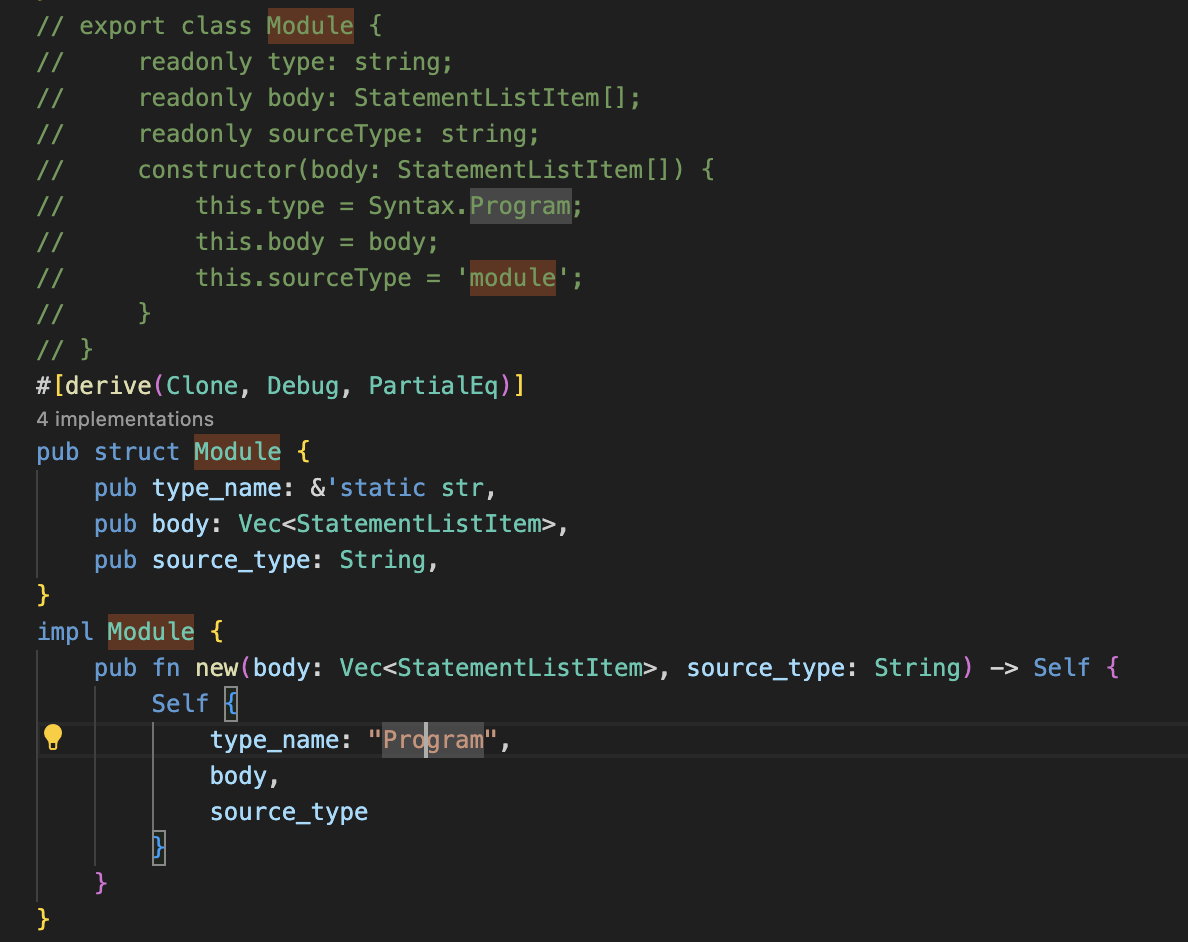 // export class Module {
//     readonly type: string;
//     readonly body: StatementListItem[];
//     readonly sourceType: string;
//     constructor(body: StatementListItem[]) {
//         this.type = Syntax.Program;
//         this.body = body;
//         this.sourceType = 'module';
//     }
// }
#[derive(Clone, Debug, PartialEq)]
4 implementations
pub struct Module {
    pub type_name: &'static str,
    pub body: Vec<StatementListItem>,
    pub source_type: String,
}
impl Module {
    pub fn new(body: Vec<StatementListItem>, source_type: String) -> Self {
        Self {
            type_name: "Program",
            body,
            source_type
        }
    }
}